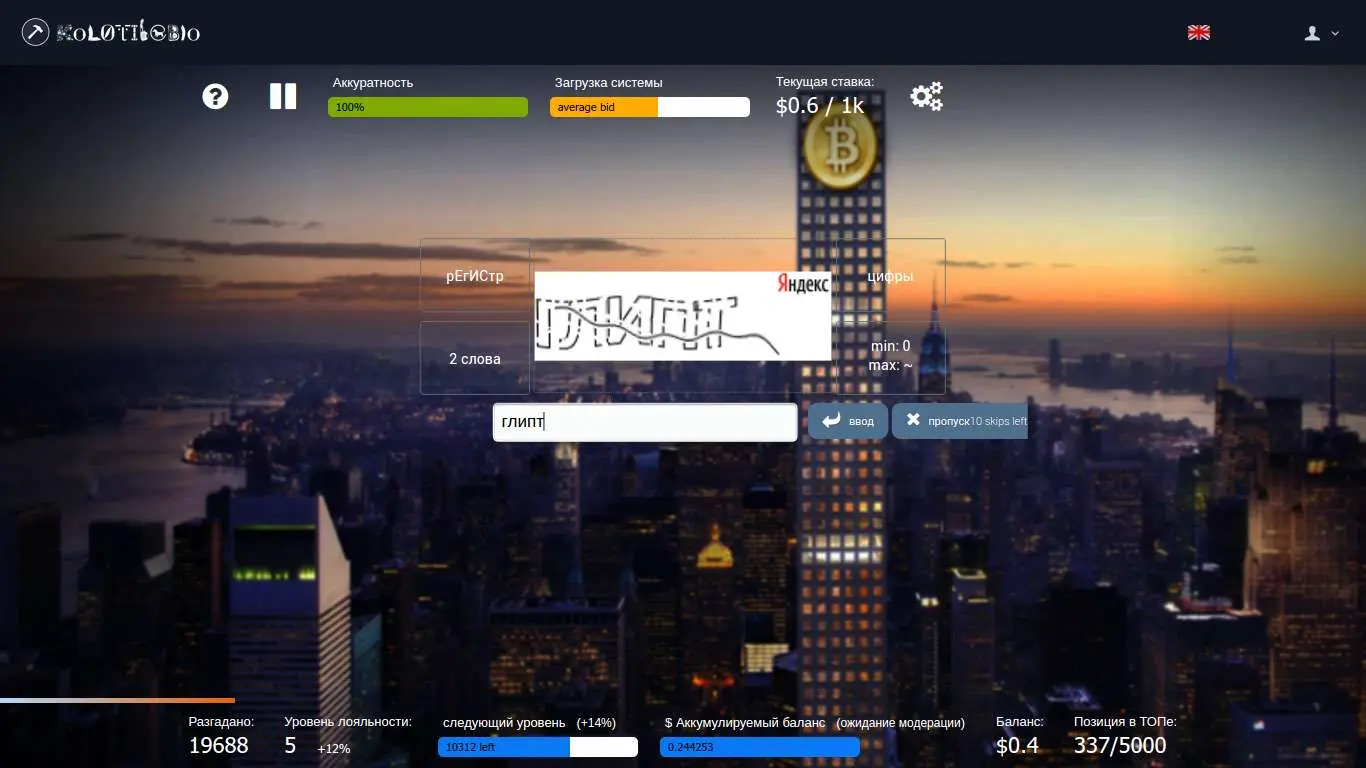 KoLOTIBABLO
Аккуратность
100%
Загрузка системы
average bid
Текущая ставка:
$0.6 / 1k
рЕгИСтр
2 слова
Яндекс
цифры
min: 0
max: ~
глипт
ввод
пропуск10 skips left
Разгадано:
19688
Уровень лояльности:
5 +12%
следующий уровень (+14%)
10312 left
$ Аккумулируемый баланс (ожидание модерации)
0.244253
Баланс:
$0.4
Позиция в ТОПе:
337/5000